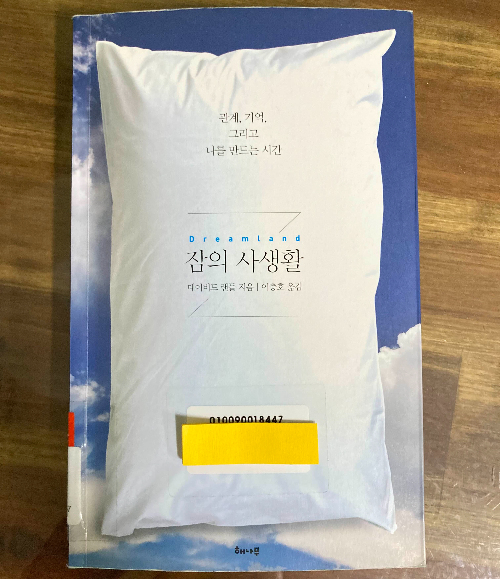 관계, 기억,
그리고
나를 만드는 시간
Dreamland
잠의 사생활
데이비드 랜들 지음 | 이충호 옮김
010090018447
해나무